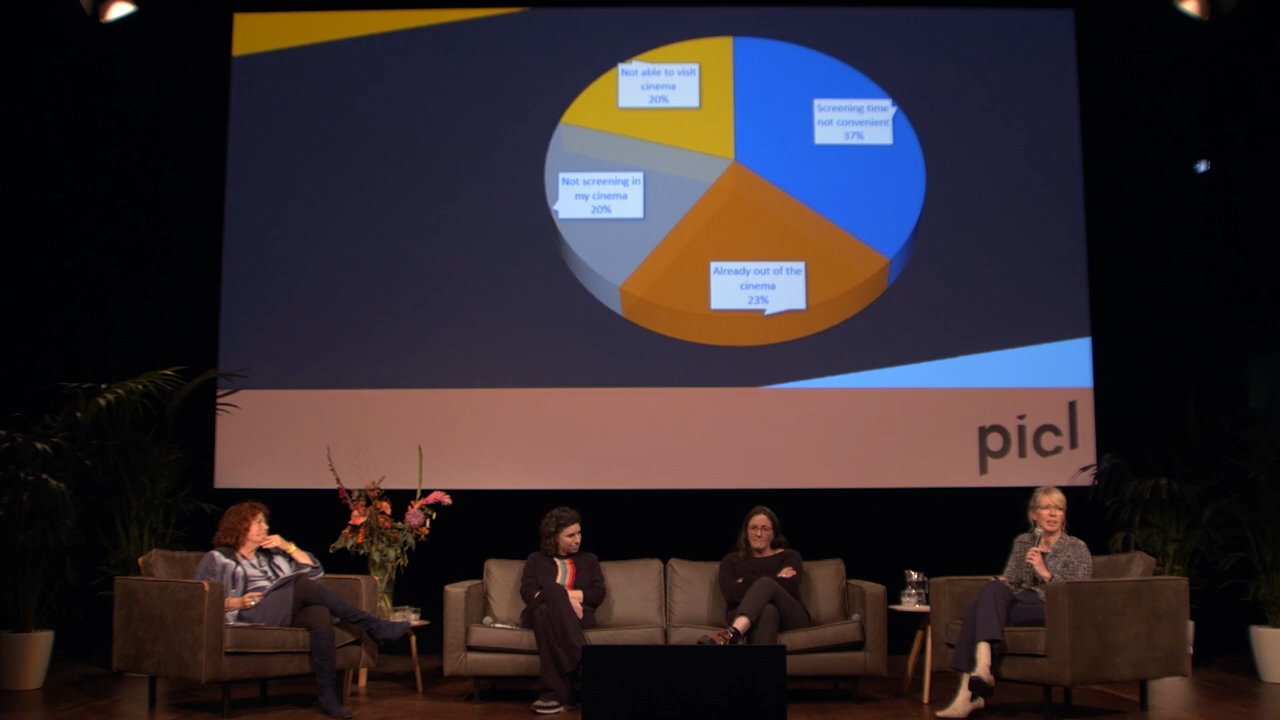 Not able to visit
cinema
20%
Screening time
not convenient
37%
Not screening in
my cinema
20%
Already out of the
cinema
23%
picl